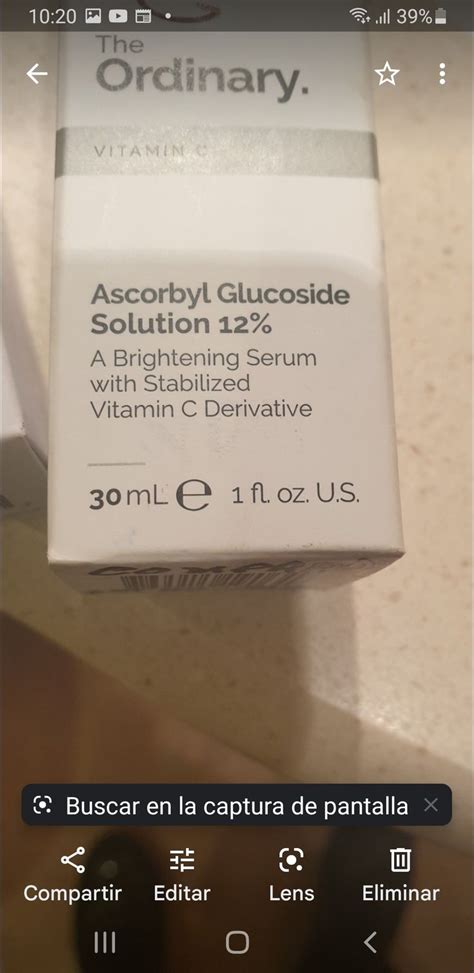 10:20
39%
The
Ordinary.
VITAMIN C
Ascorbyl Glucoside
Solution 12%
A Brightening Serum
with Stabilized
Vitamin C Derivative
30 mL e 1 fl. oz. U.S.
Buscar en la captura de pantalla
Compartir Editar Lens Eliminar